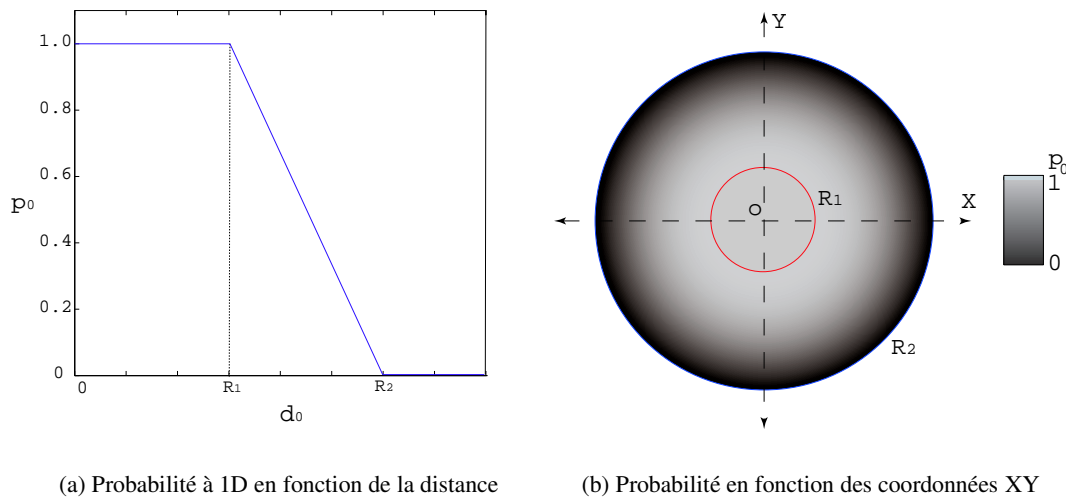 1.0
0.8
0.6
p0
0.4
0.2
0
0
R1
R2
d0
Y
X
O
R1
R2
p0
1
0
(a) Probabilité à 1D en fonction de la distance
(b) Probabilité en fonction des coordonnées XY